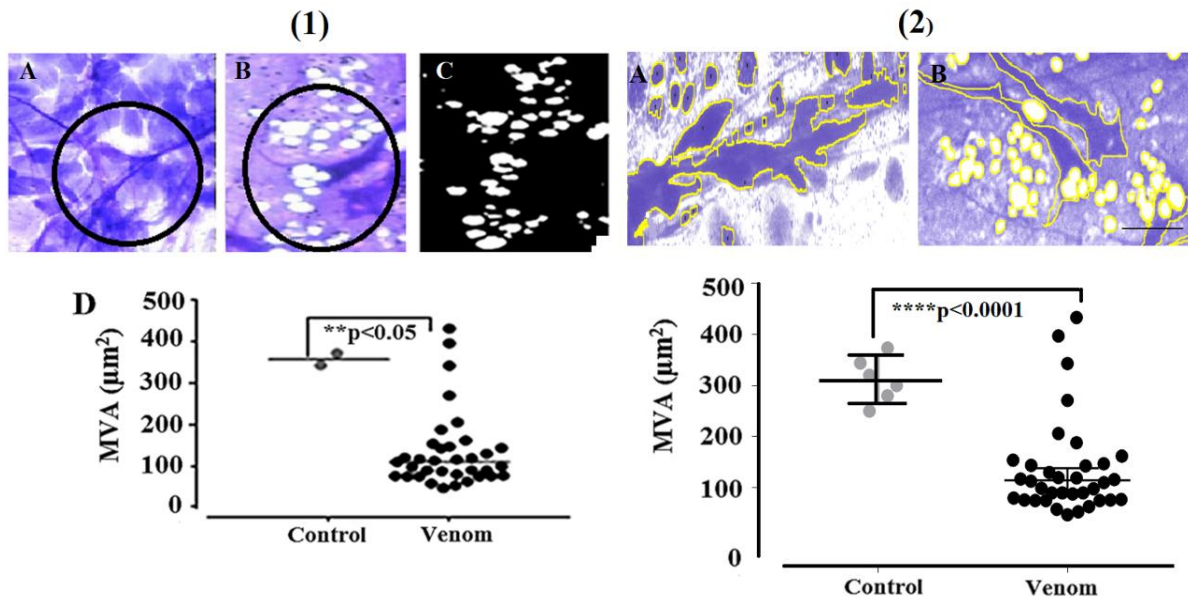 (1)
(2)
A
B
C
A
B
D
MVA (µm²)
500
400
300
200
100
0
**p<0.05
Control
Venom
MVA (µm²)
500
400
300
200
100
0
****p<0.0001
Control
Venom